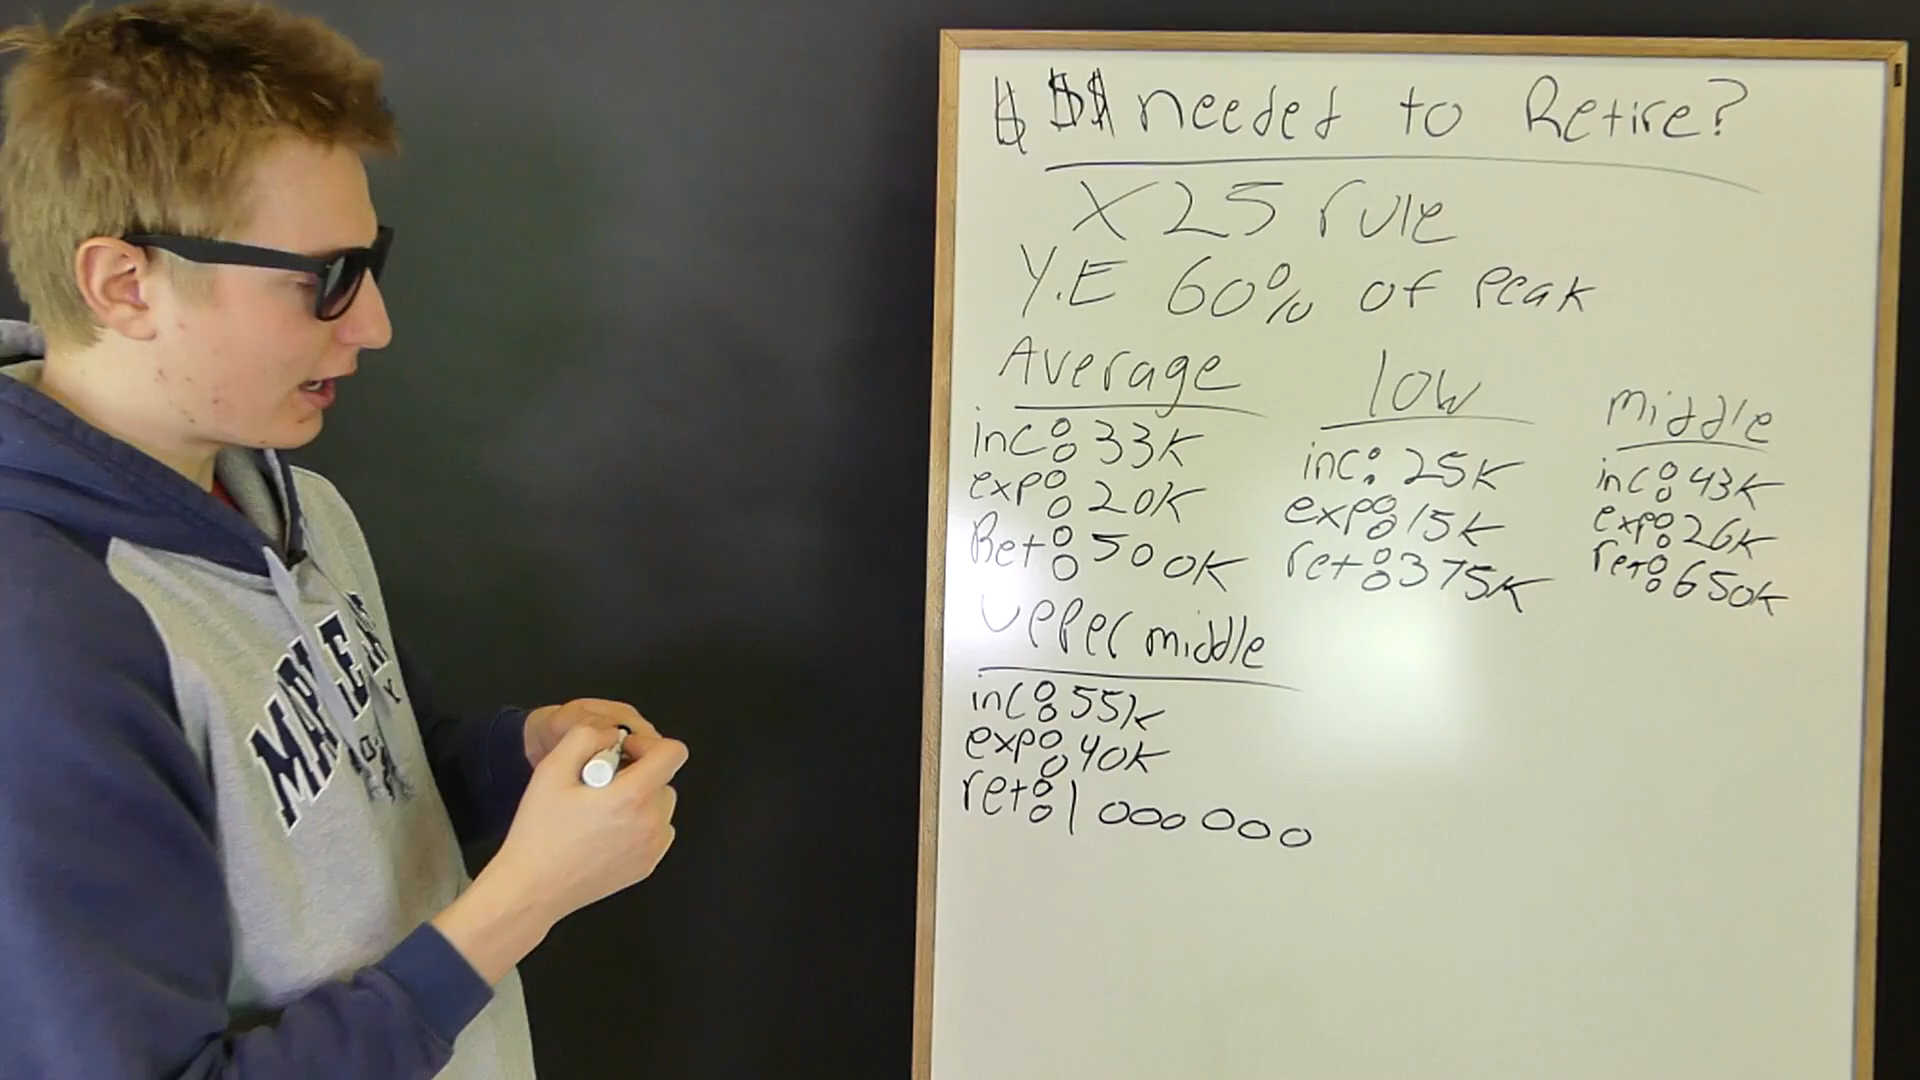 $ $$ needed to Retire?
X 25 rule
Y.E 60% of peak
Average
inc: 33K
exp: 20K
Ret: 500K
low
inc: 25K
exp: 15K
ret: 375K
middle
inc: 43K
exp: 26K
ret: 650K
upper middle
inc: 55k
exp: 40K
ret: 1 000 000
MAPLE